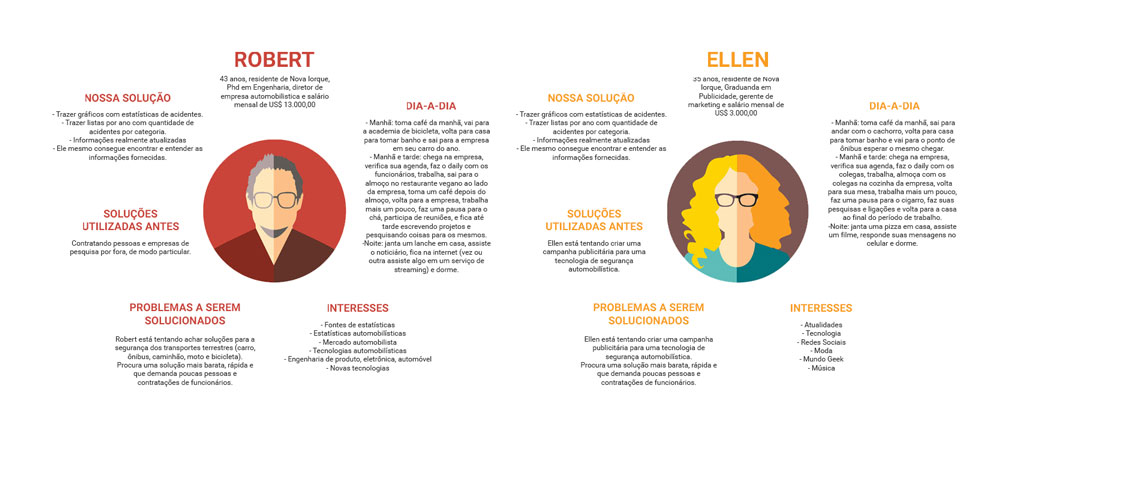 ROBERT
43 anos, residente de Nova Iorque,
Phd em Engenharia, diretor de
empresa automobilistica e salário
mensal de US$ 13.000,00
NOSSA SOLUÇÃO
- Trazer gráficos com estatísticas de acidentes.
- Trazer listas por ano com quantidade de
acidentes por categoria.
- Informações realmente atualizadas
- Ele mesmo consegue encontrar e entender as
informações fornecidas.
DIA-A-DIA
- Manhã: toma café da manhã, vai para
a academia de bicicleta, volta para casa
para tomar banho e sai para a empresa
em seu carro do ano.
- Manhã e tarde: chega na empresa,
verifica sua agenda, faz o daily com os
funcionários, trabalha, sai para o
almoço no restaurante vegano ao lado
da empresa, toma um café depois do
almoço, volta para a empresa, trabalha
mais um pouco, faz uma pausa para o
chá, participa de reuniões, e fica até
tarde escrevendo projetos e
pesquisando coisas para os mesmos.
-Noite: janta um lanche em casa, assiste
o noticiário, fica na internet (vez ou
outra assiste algo em um serviço de
streaming) e dorme.
SOLUÇÕES
UTILIZADAS ANTES
Contratando pessoas e empresas de
pesquisa por fora, de modo particular.
PROBLEMAS A SEREM
SOLUCIONADOS
Robert está tentando achar soluções para a
segurança dos transportes terrestres (carro,
ônibus, caminhão, moto e bicicleta).
Procura uma solução mais barata, rápida e
que demanda poucas pessoas e
contratações de funcionários.
INTERESSES
- Fontes de estatísticas
- Estatísticas automobilísticas
- Mercado automobilista
- Tecnologias automobilísticas
- Engenharia de produto, eletrônica, automóvel
- Novas tecnologias
ELLEN
35 anos, residente de Nova
Iorque, Graduanda em
Publicidade, gerente de
marketing e salário mensal de
US$ 3.000,00
NOSSA SOLUÇÃO
- Trazer gráficos com estatísticas de acidentes.
- Trazer listas por ano com quantidade de
acidentes por categoria.
- Informações realmente atualizadas
- Ele mesmo consegue encontrar e entender as
informações fornecidas.
DIA-A-DIA
- Manhã: toma café da manhã, sai para
andar com o cachorro, volta para casa
para tomar banho e vai para o ponto de
ônibus esperar o mesmo chegar.
- Manhã e tarde: chega na empresa,
verifica sua agenda, faz o daily com os
colegas, trabalha, almoça com os
colegas na cozinha da empresa, volta
para sua mesa, trabalha mais um pouco,
faz uma pausa para o cigarro, faz suas
pesquisas e ligações e volta para a casa
ao final do período de trabalho.
-Noite: janta uma pizza em casa, assiste
um filme, responde suas mensagens no
celular e dorme.
SOLUÇÕES
UTILIZADAS ANTES
Ellen está tentando criar uma
campanha publicitária para uma
tecnologia de segurança
automobilística.
PROBLEMAS A SEREM
SOLUCIONADOS
Ellen está tentando criar uma campanha
publicitária para uma tecnologia de
segurança automobilística.
Procura uma solução mais barata, rápida e
que demanda poucas pessoas e
contratações de funcionários.
INTERESSES
- Atualidades
- Tecnologia
- Redes Sociais
- Moda
- Mundo Geek
- Música